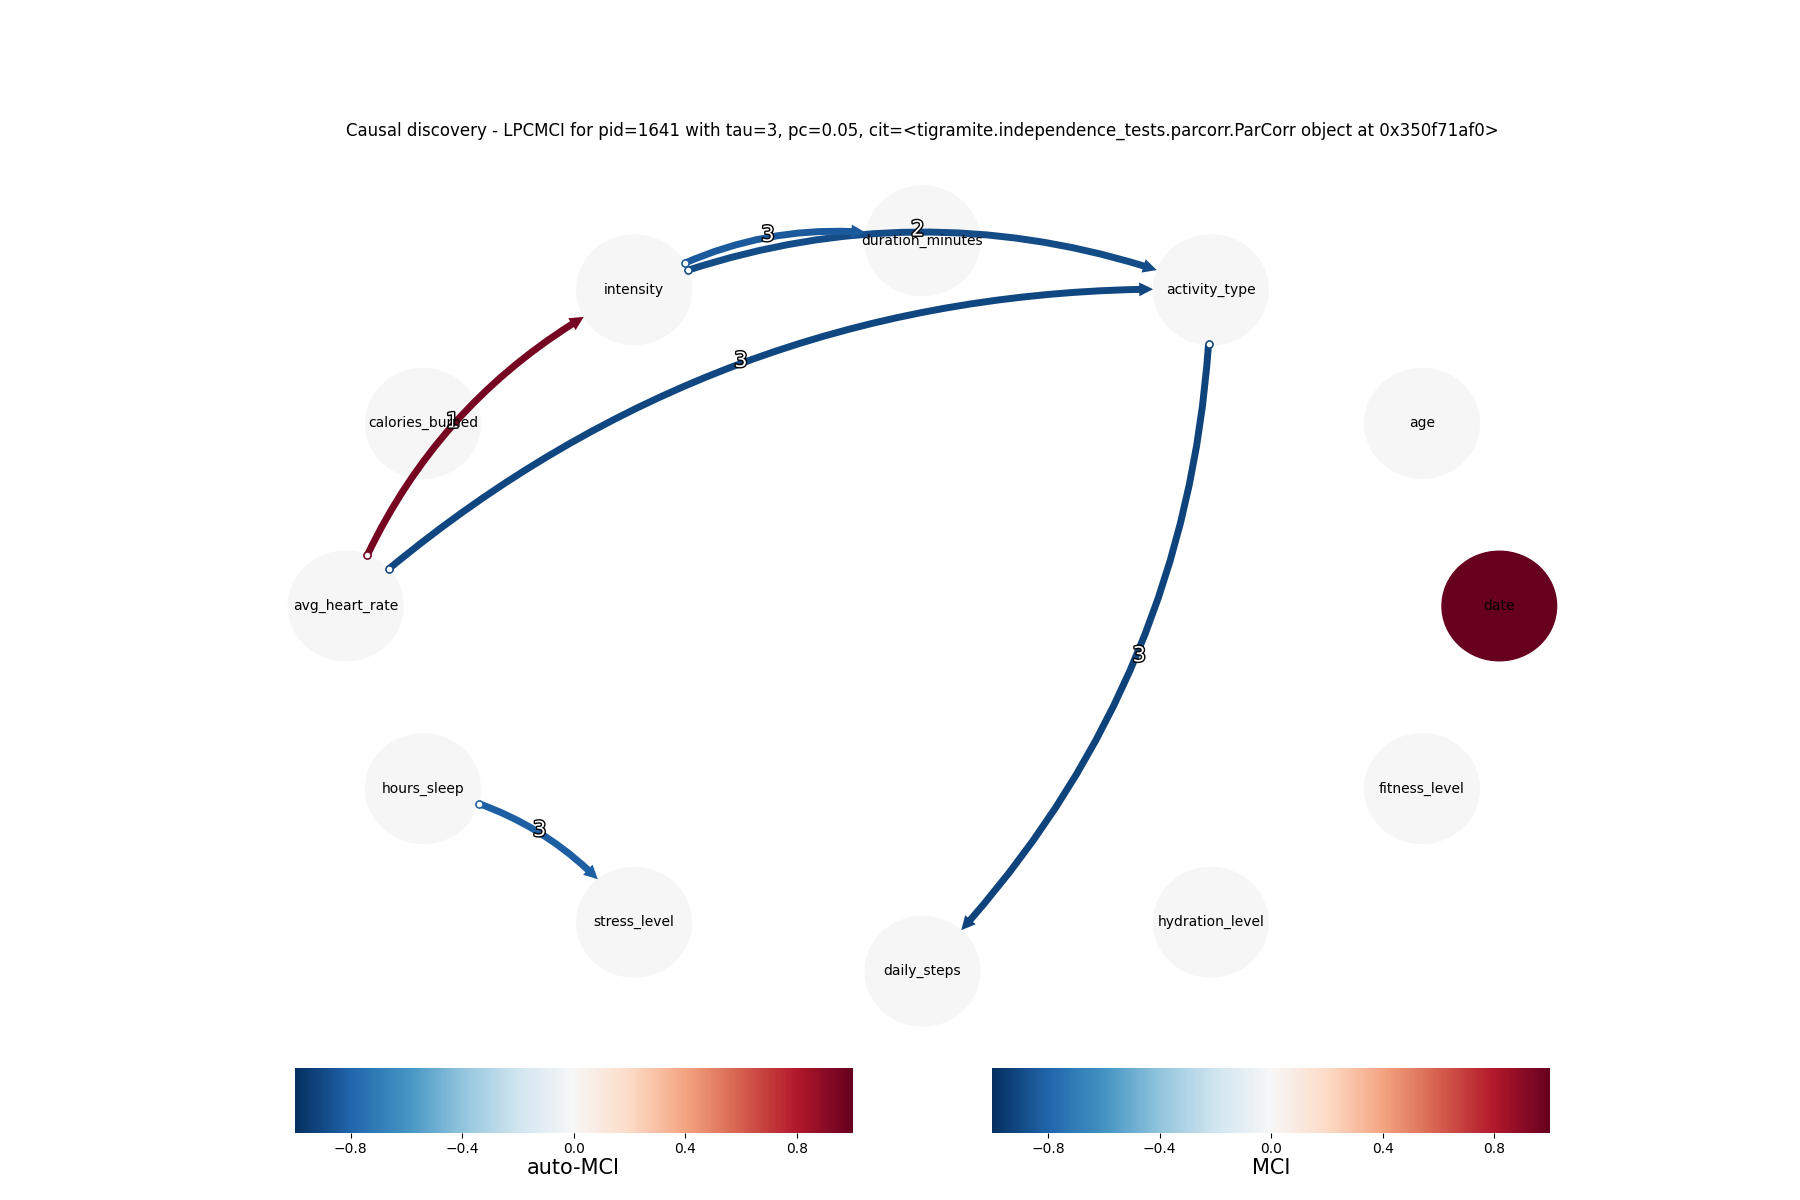 Causal discovery - LPCMCI for pid=1641 with tau=3, pc=0.05, cit=<tigramite.independence_tests.parcorr.ParCorr object at 0x350f71af0>
3
2
duration_minutes
intensity
activity_type
3
1
calories_burned
age
avg_heart_rate
date
3
hours_sleep
fitness_level
3
stress_level
hydration_level
daily_steps
−0.8 −0.4 0.0 0.4 0.8
auto-MCI
−0.8 −0.4 0.0 0.4 0.8
MCI